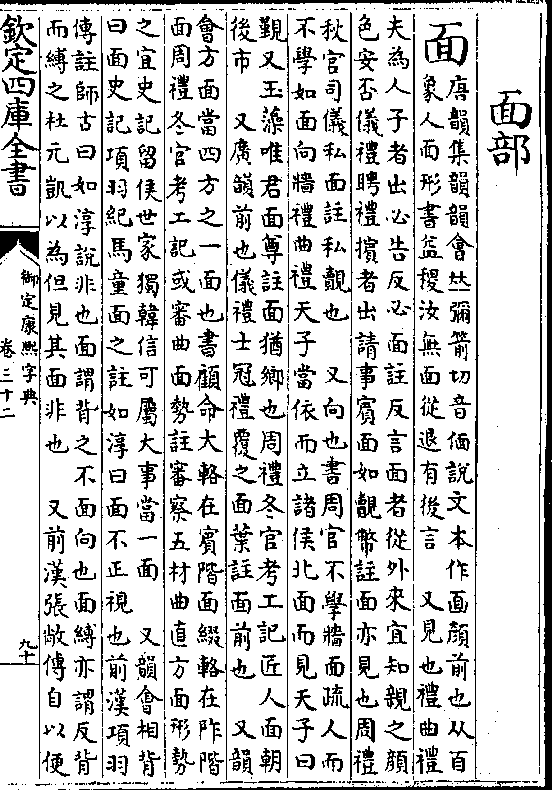 面部
面
唐韻集韻韻會𠀤彌箭切音偭說文本作靣顏前也从百
象人面形書益稷汝無面從退有後言　又見也禮曲禮
夫為人子者出必告反必面註反言面者從外來宜知親之顏
色安否儀禮聘禮擯者出請事賓面如覿幣註面亦見也周禮
秋官司儀私面註私覿也　又向也書周官不學牆面疏人而
不學如面向牆禮曲禮天子當依而立諸侯北面而見天子曰
覲又玉藻唯君面尊註面猶鄉也周禮冬官考工記匠人面朝
後市　又廣韻前也儀禮士冠禮覆之面葉註面前也　又韻
會方面當四方之一面也書顧命大輅在賓階面綴輅在阼階
面周禮冬官考工記或審曲面勢註審察五材曲直方面形勢
之宜史記留侯世家獨韓信可屬大事當一面　又韻會相背
曰面史記項羽紀馬童面之註如淳曰面不正視也前漢項羽
傳註師古曰如淳說非也面謂背之不面向也面縛亦謂反背
而縛之杜元凱以為但見其面非也　又前漢張敞傳自以便
欽定四庫全書
御定康熙字典
卷三十二
九十